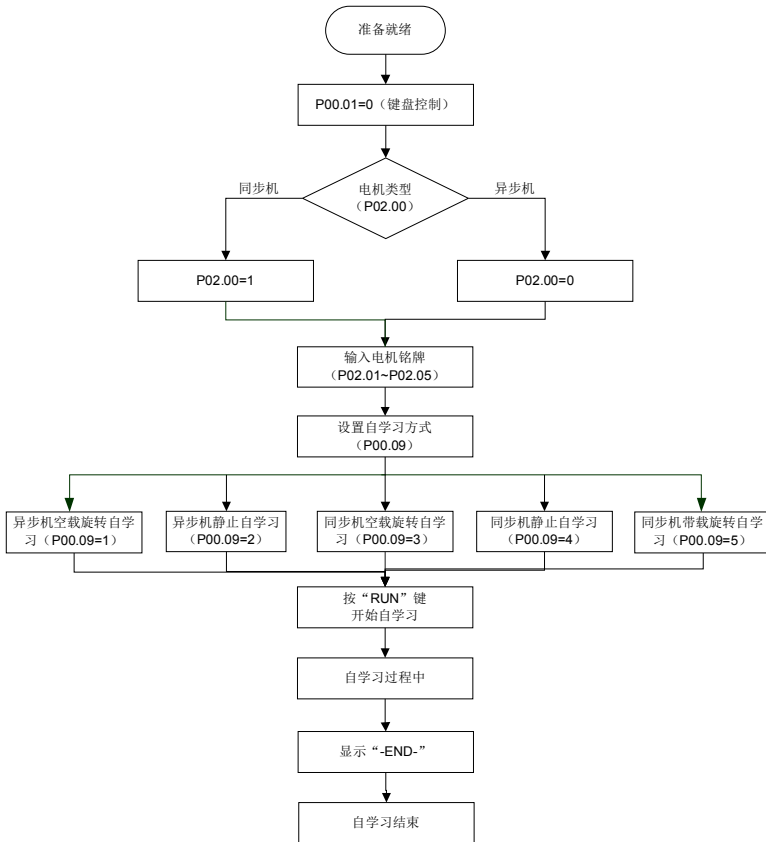 准备就绪
P00.01=0（键盘控制）
同步机
电机类型
（P02.00）
异步机
P02.00=1
P02.00=0
输入电机铭牌
（P02.01~P02.05）
设置自学习方式
（P00.09）
异步机空载旋转自学
习（P00.09=1）
异步机静止自学习
（P00.09=2）
同步机空载旋转自学
习（P00.09=3）
同步机静止自学习
（P00.09=4）
同步机带载旋转自学
习（P00.09=5）
按“RUN”键
开始自学习
自学习过程中
显示“-END-”
自学习结束